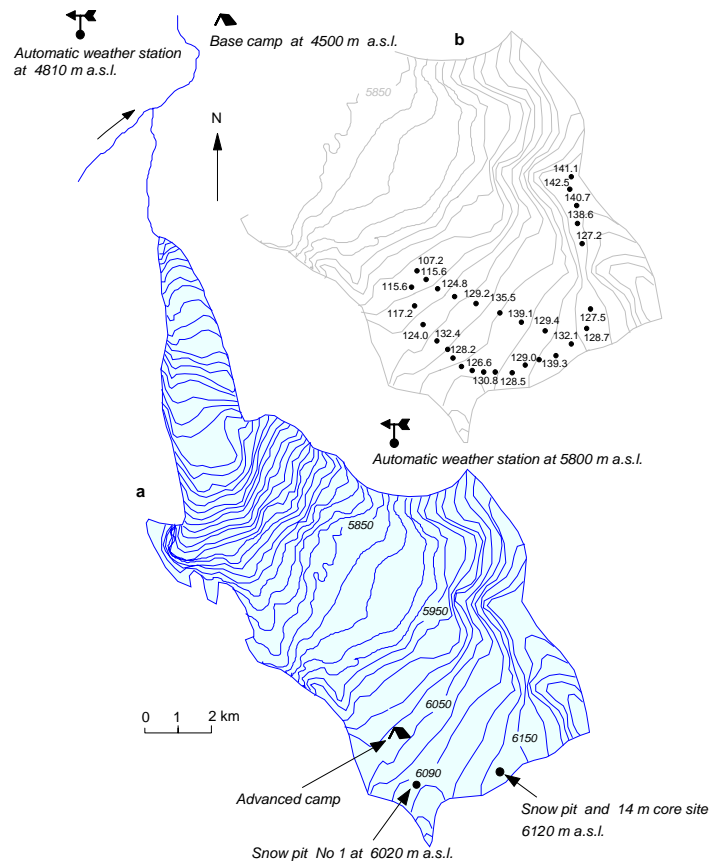 Automatic weather station
at 4810 m a.s.l.
Base camp at 4500 m a.s.l.
b
5850
N
141.1
142.5
140.7
138.6
127.2
107.2
115.6
115.6
124.8
129.2
135.5
117.2
139.1
129.4
127.5
124.0
132.4
132.1
128.7
128.2
126.6
129.0
139.3
130.8
128.5
Automatic weather station at 5800 m a.s.l.
a
5850
5950
6050
0 1 2 km
6150
6090
Advanced camp
Snow pit and 14 m core site
6120 m a.s.l.
Snow pit No 1 at 6020 m a.s.l.